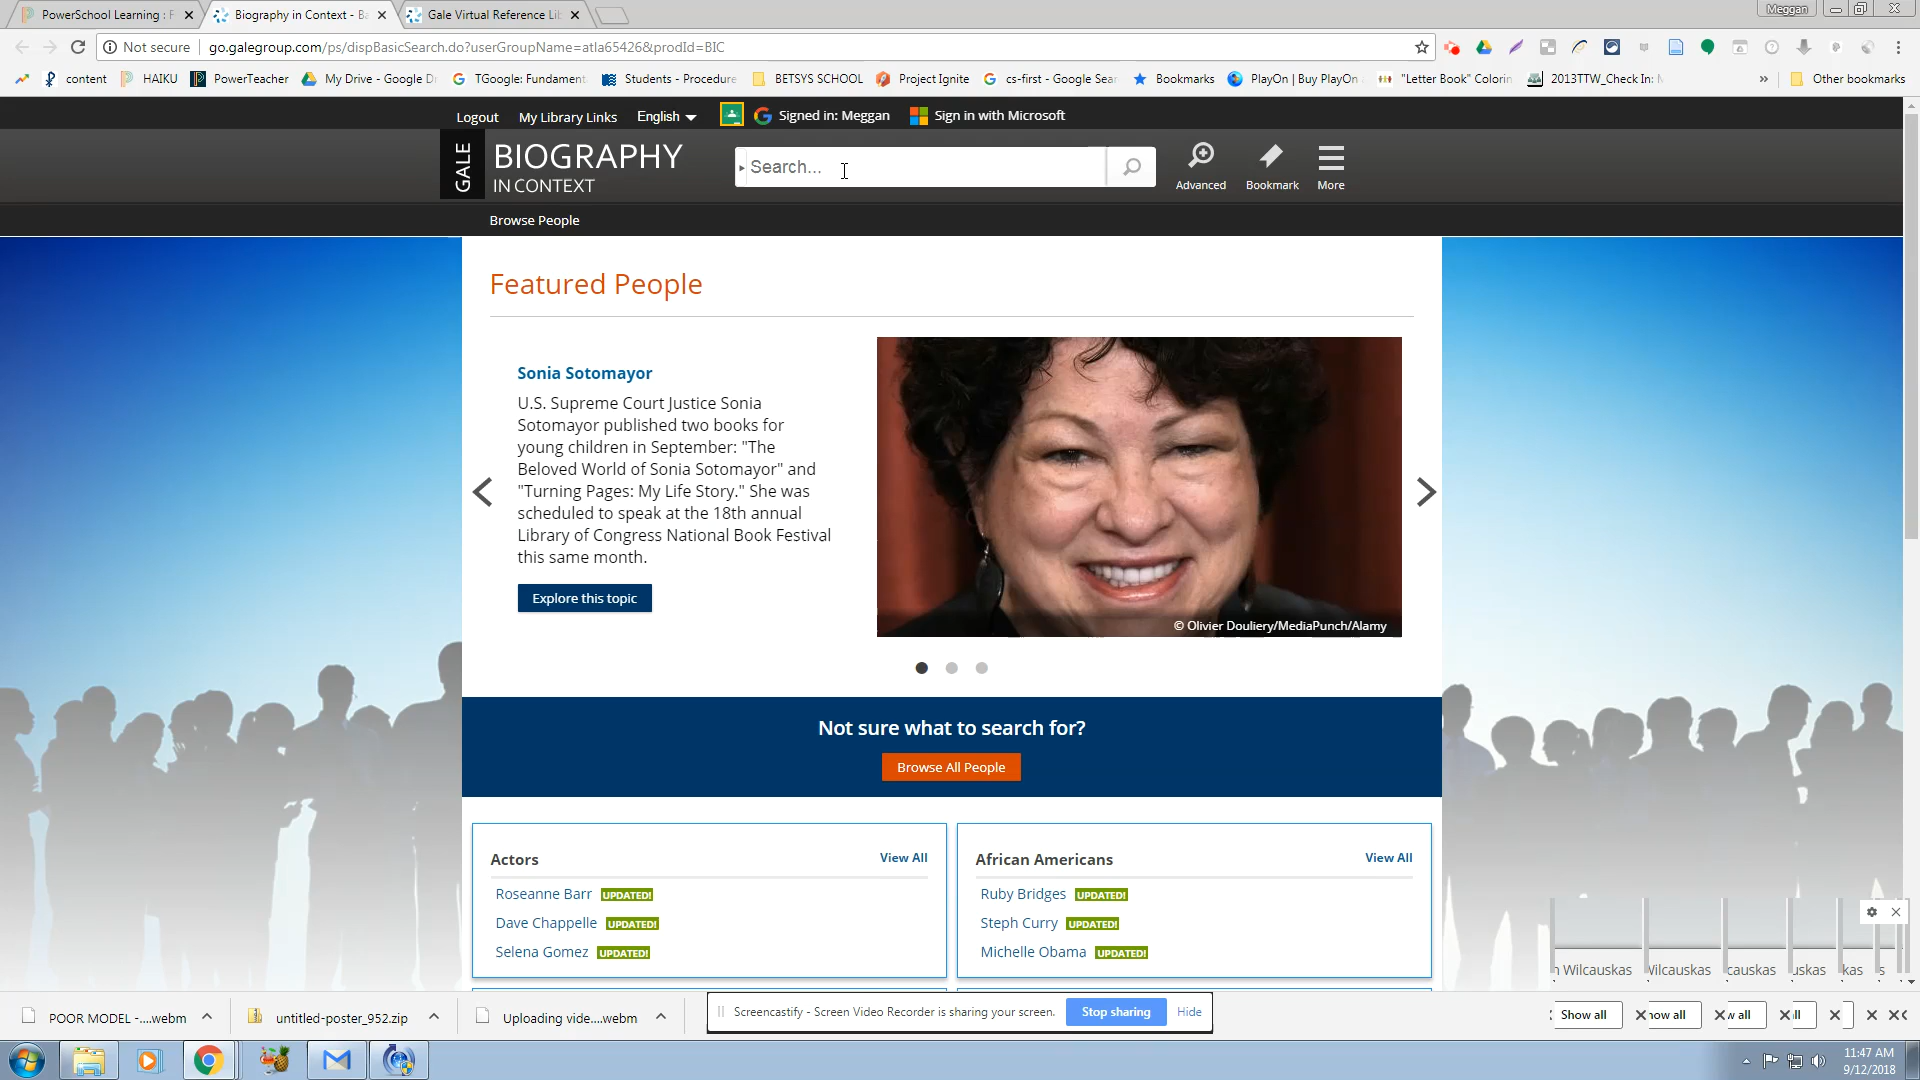 PowerSchool Learning : F
Biography in Context - Ba
Gale Virtual Reference Lib
Meggan
Not secure
go.galegroup.com/ps/dispBasicSearch.do?userGroupName=atla65426&prodId=BIC
content
HAIKU
PowerTeacher
My Drive - Google Dr
TGoogle: Fundament
Students - Procedure
BETSYS SCHOOL
Project Ignite
cs-first - Google Sear
Bookmarks
PlayOn | Buy PlayOn
"Letter Book" Colorin
2013TTW_Check In:
»
Other bookmarks
Logout
My Library Links
English
Signed in: Meggan
Sign in with Microsoft
GALE
BIOGRAPHY
IN CONTEXT
Search...
Advanced
Bookmark
More
Browse People
Featured People
Sonia Sotomayor
U.S. Supreme Court Justice Sonia
Sotomayor published two books for
young children in September: "The
Beloved World of Sonia Sotomayor" and
"Turning Pages: My Life Story." She was
scheduled to speak at the 18th annual
Library of Congress National Book Festival
this same month.
Explore this topic
© Olivier Douliery/MediaPunch/Alamy
Not sure what to search for?
Browse All People
Actors
View All
Roseanne Barr UPDATED!
Dave Chappelle UPDATED!
Selena Gomez UPDATED!
African Americans
View All
Ruby Bridges UPDATED!
Steph Curry UPDATED!
Michelle Obama UPDATED!
n Wilcauskas
Vilcauskas
causkas
uskas
kas
s
POOR MODEL -....webm
untitled-poster_952.zip
Uploading vide....webm
Screencastify - Screen Video Recorder is sharing your screen.
Stop sharing
Hide
Show all
how all
w all
all
11:47 AM
9/12/2018